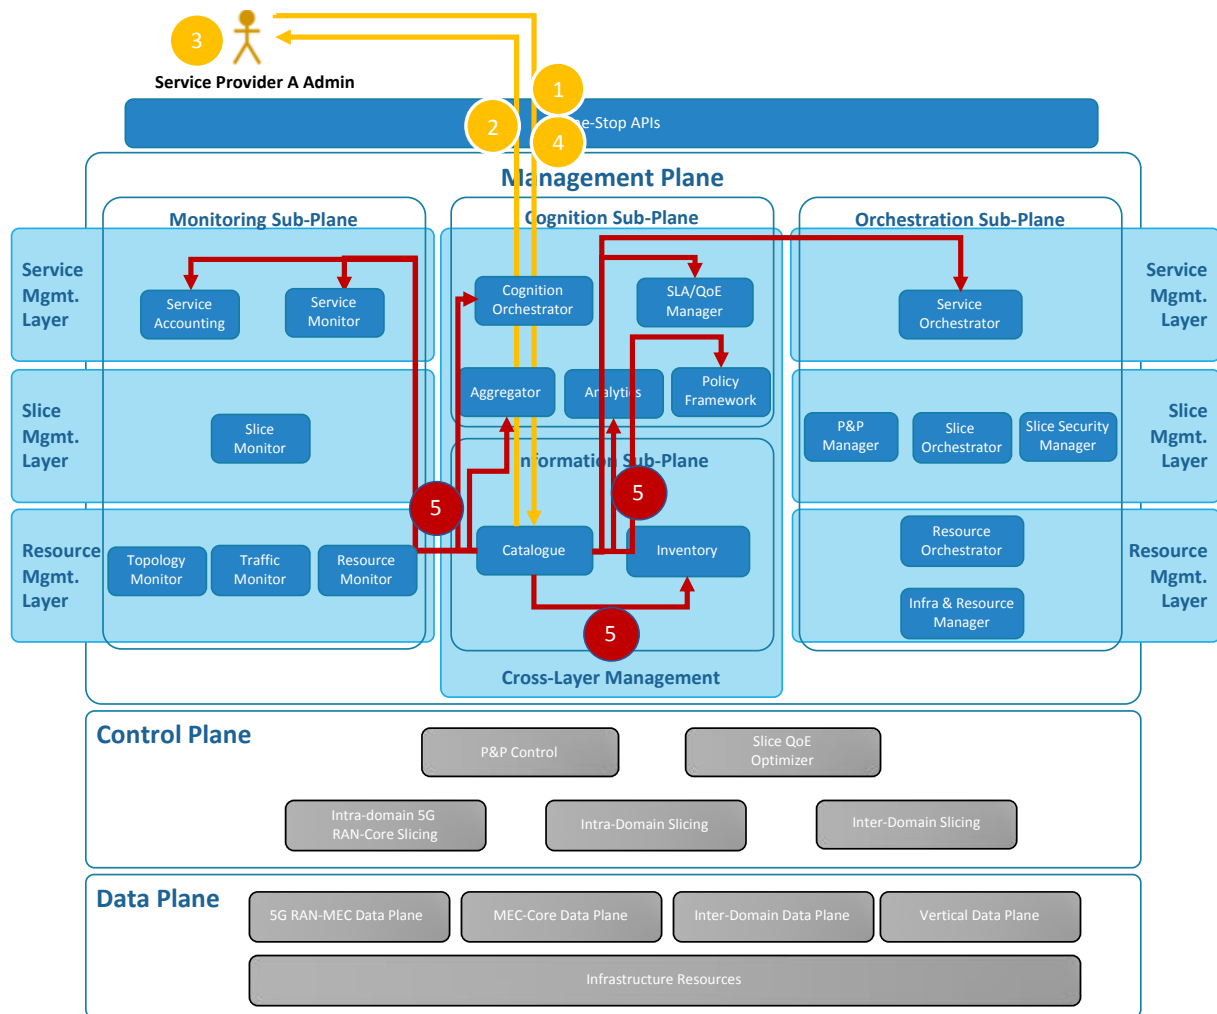 3
Service Provider A Admin
1
2
4
ne-Stop APIs
Management Plane
Monitoring Sub-Plane
Cognition Sub-Plane
Orchestration Sub-Plane
Service
Mgmt.
Layer
Service
Accounting
Service
Monitor
Cognition
Orchestrator
SLA/QoE
Manager
Service
Orchestrator
Service
Mgmt.
Layer
Slice
Mgmt.
Layer
Slice
Monitor
Aggregator
Analytics
Policy
Framework
P&P
Manager
Slice
Orchestrator
Slice Security
Manager
Slice
Mgmt.
Layer
Information Sub-Plane
5
5
Resource
Mgmt.
Layer
Topology
Monitor
Traffic
Monitor
Resource
Monitor
Catalogue
Inventory
5
Resource
Orchestrator
Infra & Resource
Manager
Resource
Mgmt.
Layer
Cross-Layer Management
Control Plane
P&P Control
Slice QoE
Optimizer
Intra-domain 5G
RAN-Core Slicing
Intra-Domain Slicing
Inter-Domain Slicing
Data Plane
5G RAN-MEC Data Plane
MEC-Core Data Plane
Inter-Domain Data Plane
Vertical Data Plane
Infrastructure Resources